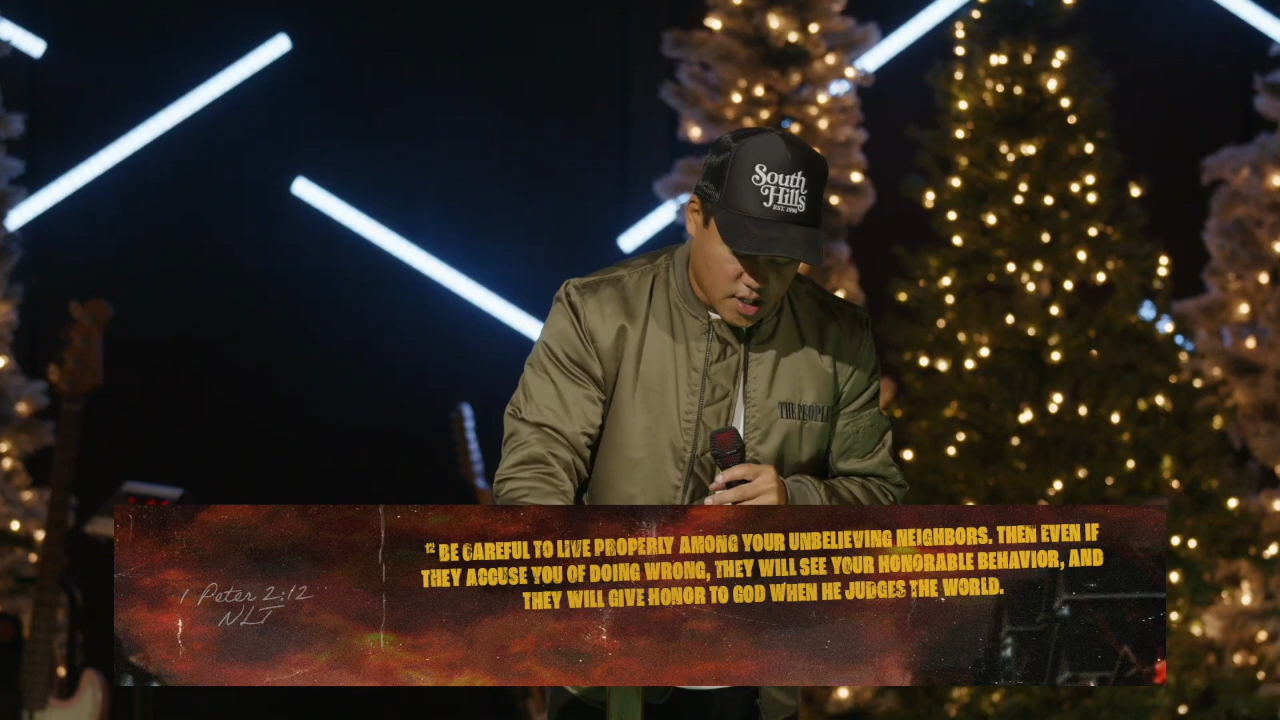 South
Hills
EST. 1994
THE PEOPLE
1 Peter 2:12
NLT
12 BE CAREFUL TO LIVE PROPERLY AMONG YOUR UNBELIEVING NEIGHBORS. THEN EVEN IF
THEY ACCUSE YOU OF DOING WRONG, THEY WILL SEE YOUR HONORABLE BEHAVIOR, AND
THEY WILL GIVE HONOR TO GOD WHEN HE JUDGES THE WORLD.